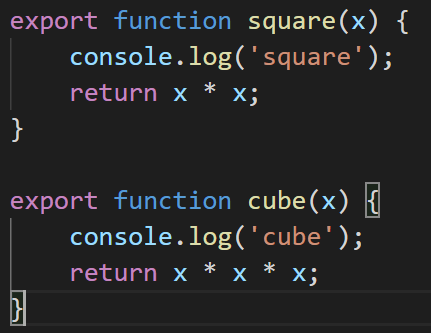 export function square(x) {
    console.log('square');
    return x * x;
}

export function cube(x) {
    console.log('cube');
    return x * x * x;
}